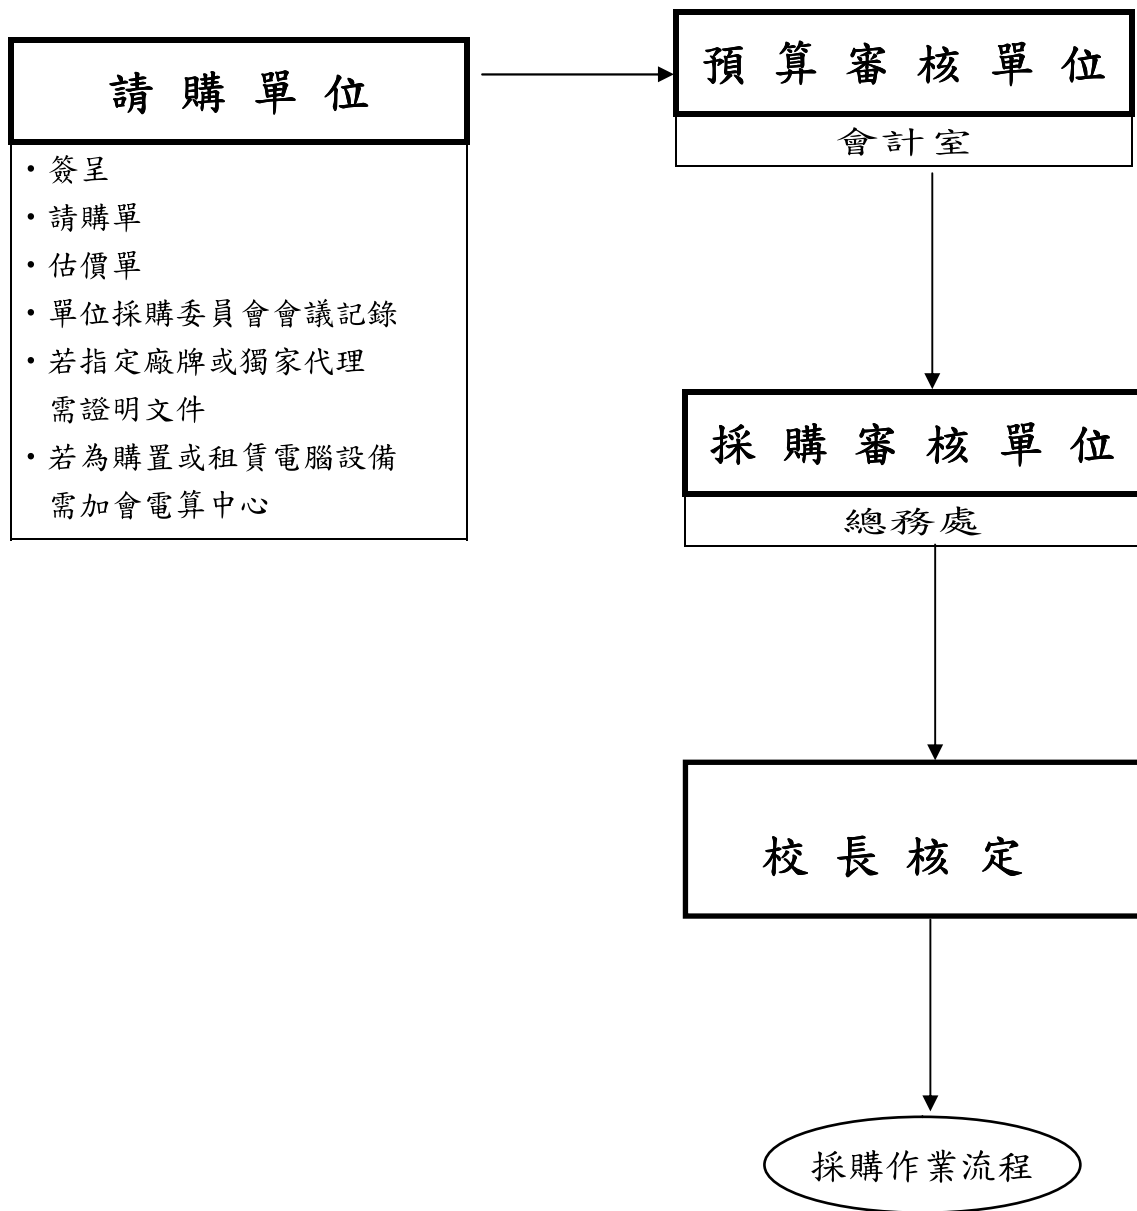 請購單位
・簽呈
・請購單
・估價單
・單位採購委員會會議記錄
・若指定廠牌或獨家代理
需證明文件
・若為購置或租賃電腦設備
需加會電算中心
預算審核單位
會計室
採購審核單位
總務處
校長核定
採購作業流程